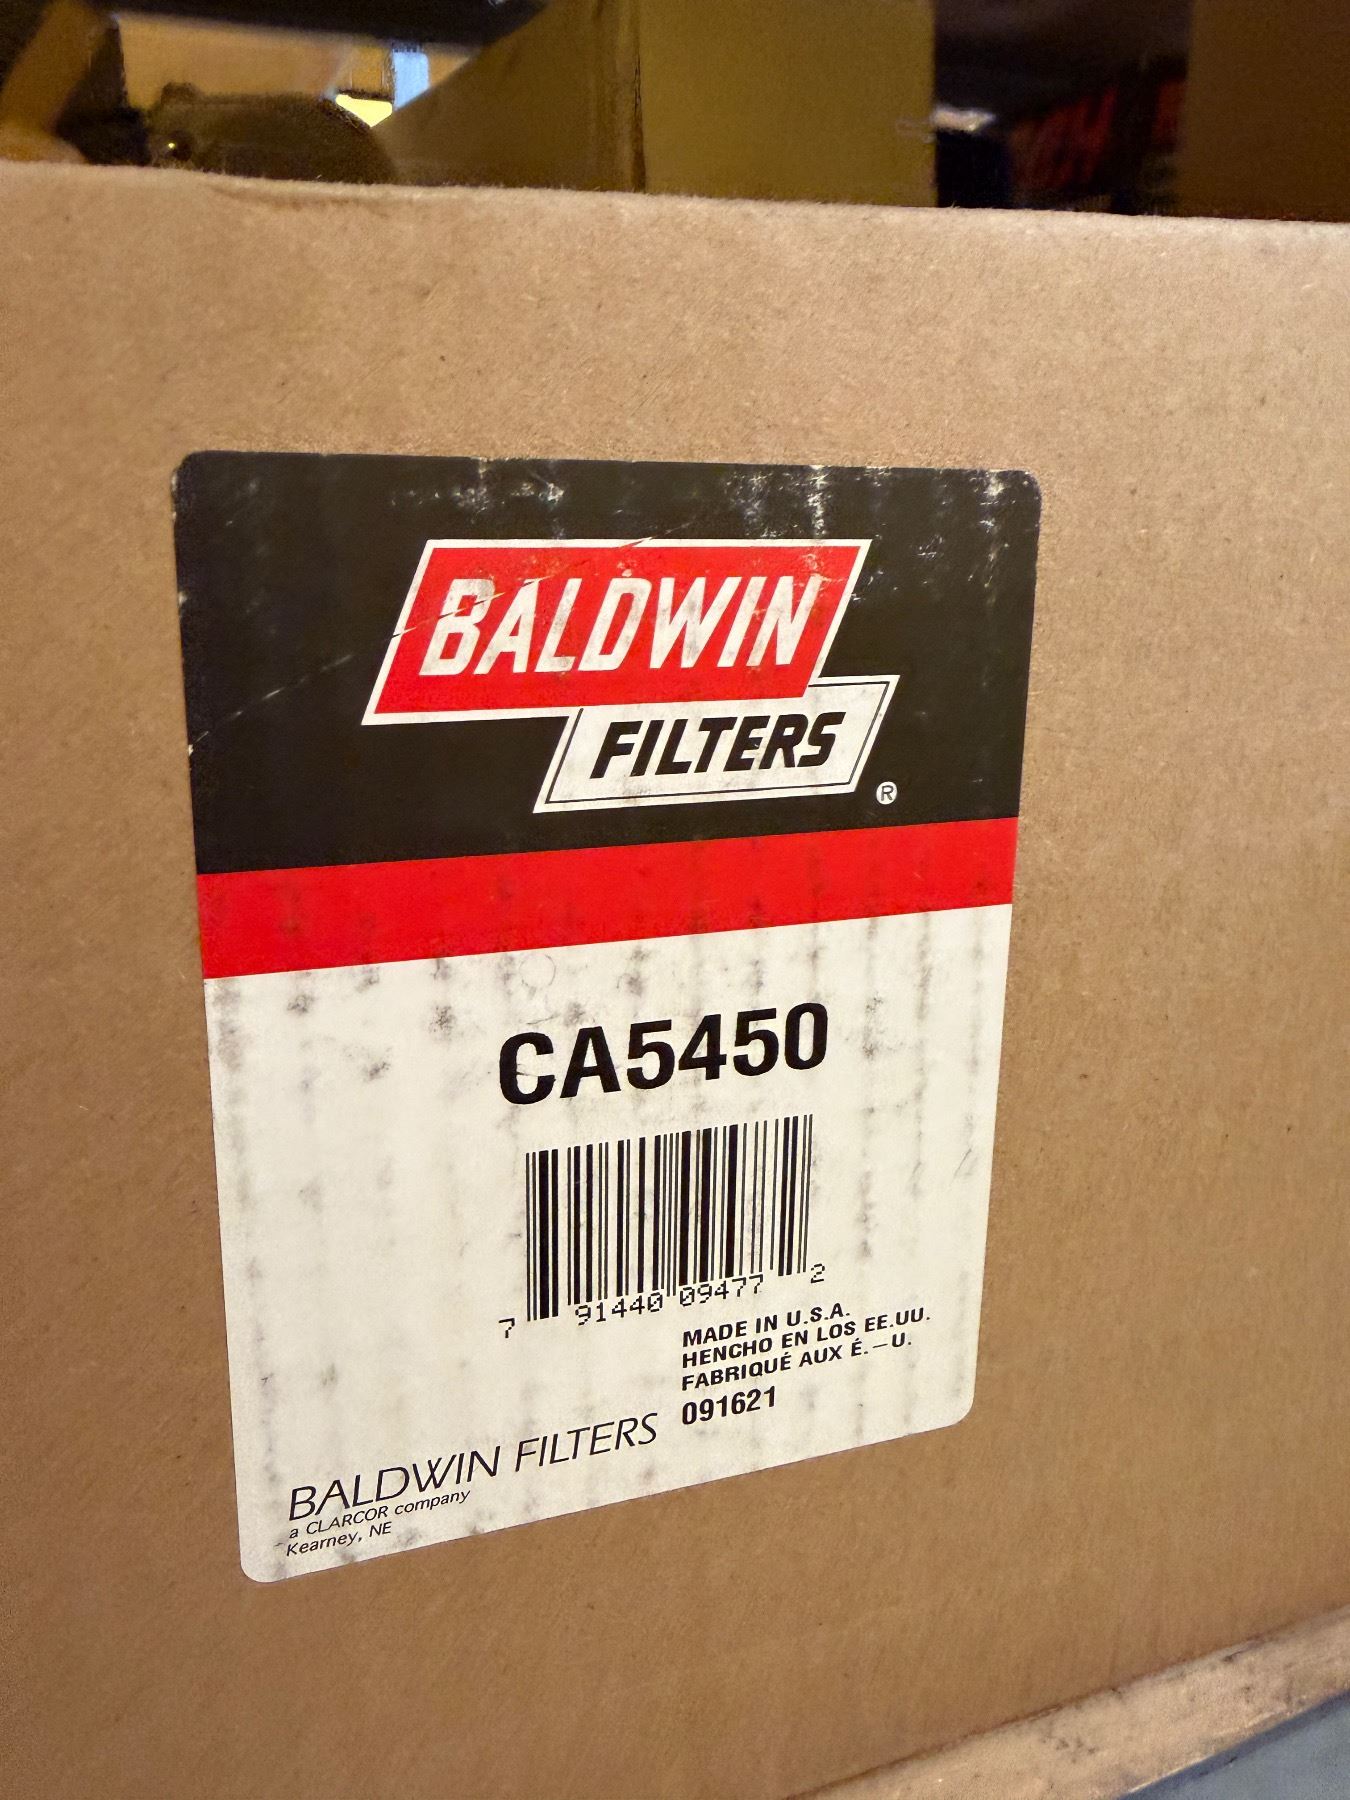 BALDWIN
FILTERS
®
CA5450
7 91440 09477 2
MADE IN U.S.A.
HENCHO EN LOS EE.UU.
FABRIQUÉ AUX É.–U.
091621
BALDWIN FILTERS
a CLARCOR company
Kearney, NE